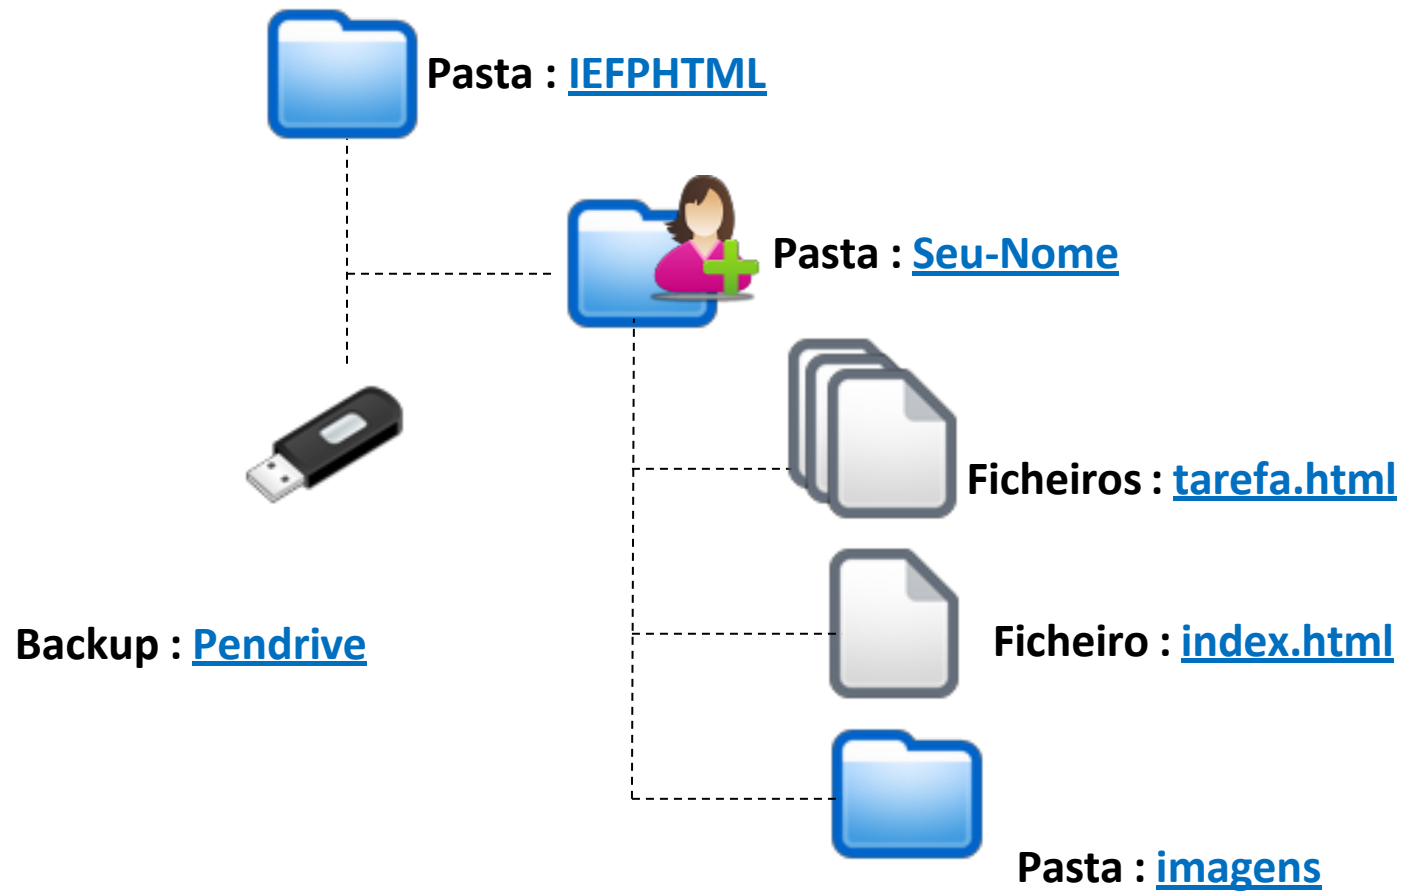 Pasta : IEFPHTML
Pasta : Seu-Nome
Ficheiros : tarefa.html
Backup : Pendrive
Ficheiro : index.html
Pasta : imagens